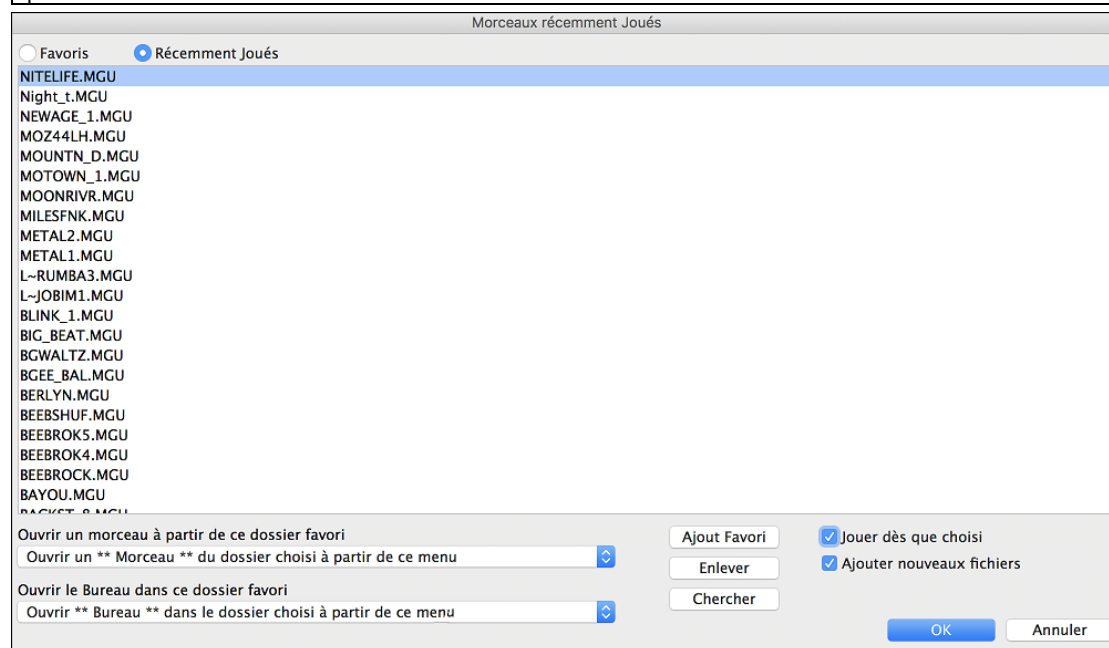 Morceaux récemment Joués
Favoris Récemment Joués
NITELIFE.MGU
Night_t.MGU
NEWAGE_1.MGU
MOZ44LH.MGU
MOUNTN_D.MGU
MOTOWN_1.MGU
MOONRIVR.MGU
MILESFNK.MGU
METAL2.MGU
METAL1.MGU
L~RUMBA3.MGU
L~JOBIM1.MGU
BLINK_1.MGU
BIG_BEAT.MGU
BGWALTZ.MGU
BGEE_BAL.MGU
BERLYN.MGU
BEEBSHUF.MGU
BEEBROK5.MGU
BEEBROK4.MGU
BEEBROCK.MGU
BAYOU.MGU
Ouvrir un morceau à partir de ce dossier favori
Ouvrir un ** Morceau ** du dossier choisi à partir de ce menu
Ouvrir le Bureau dans ce dossier favori
Ouvrir ** Bureau ** dans le dossier choisi à partir de ce menu
Ajout Favori
Enlever
Chercher
Jouer dès que choisi
Ajouter nouveaux fichiers
OK Annuler